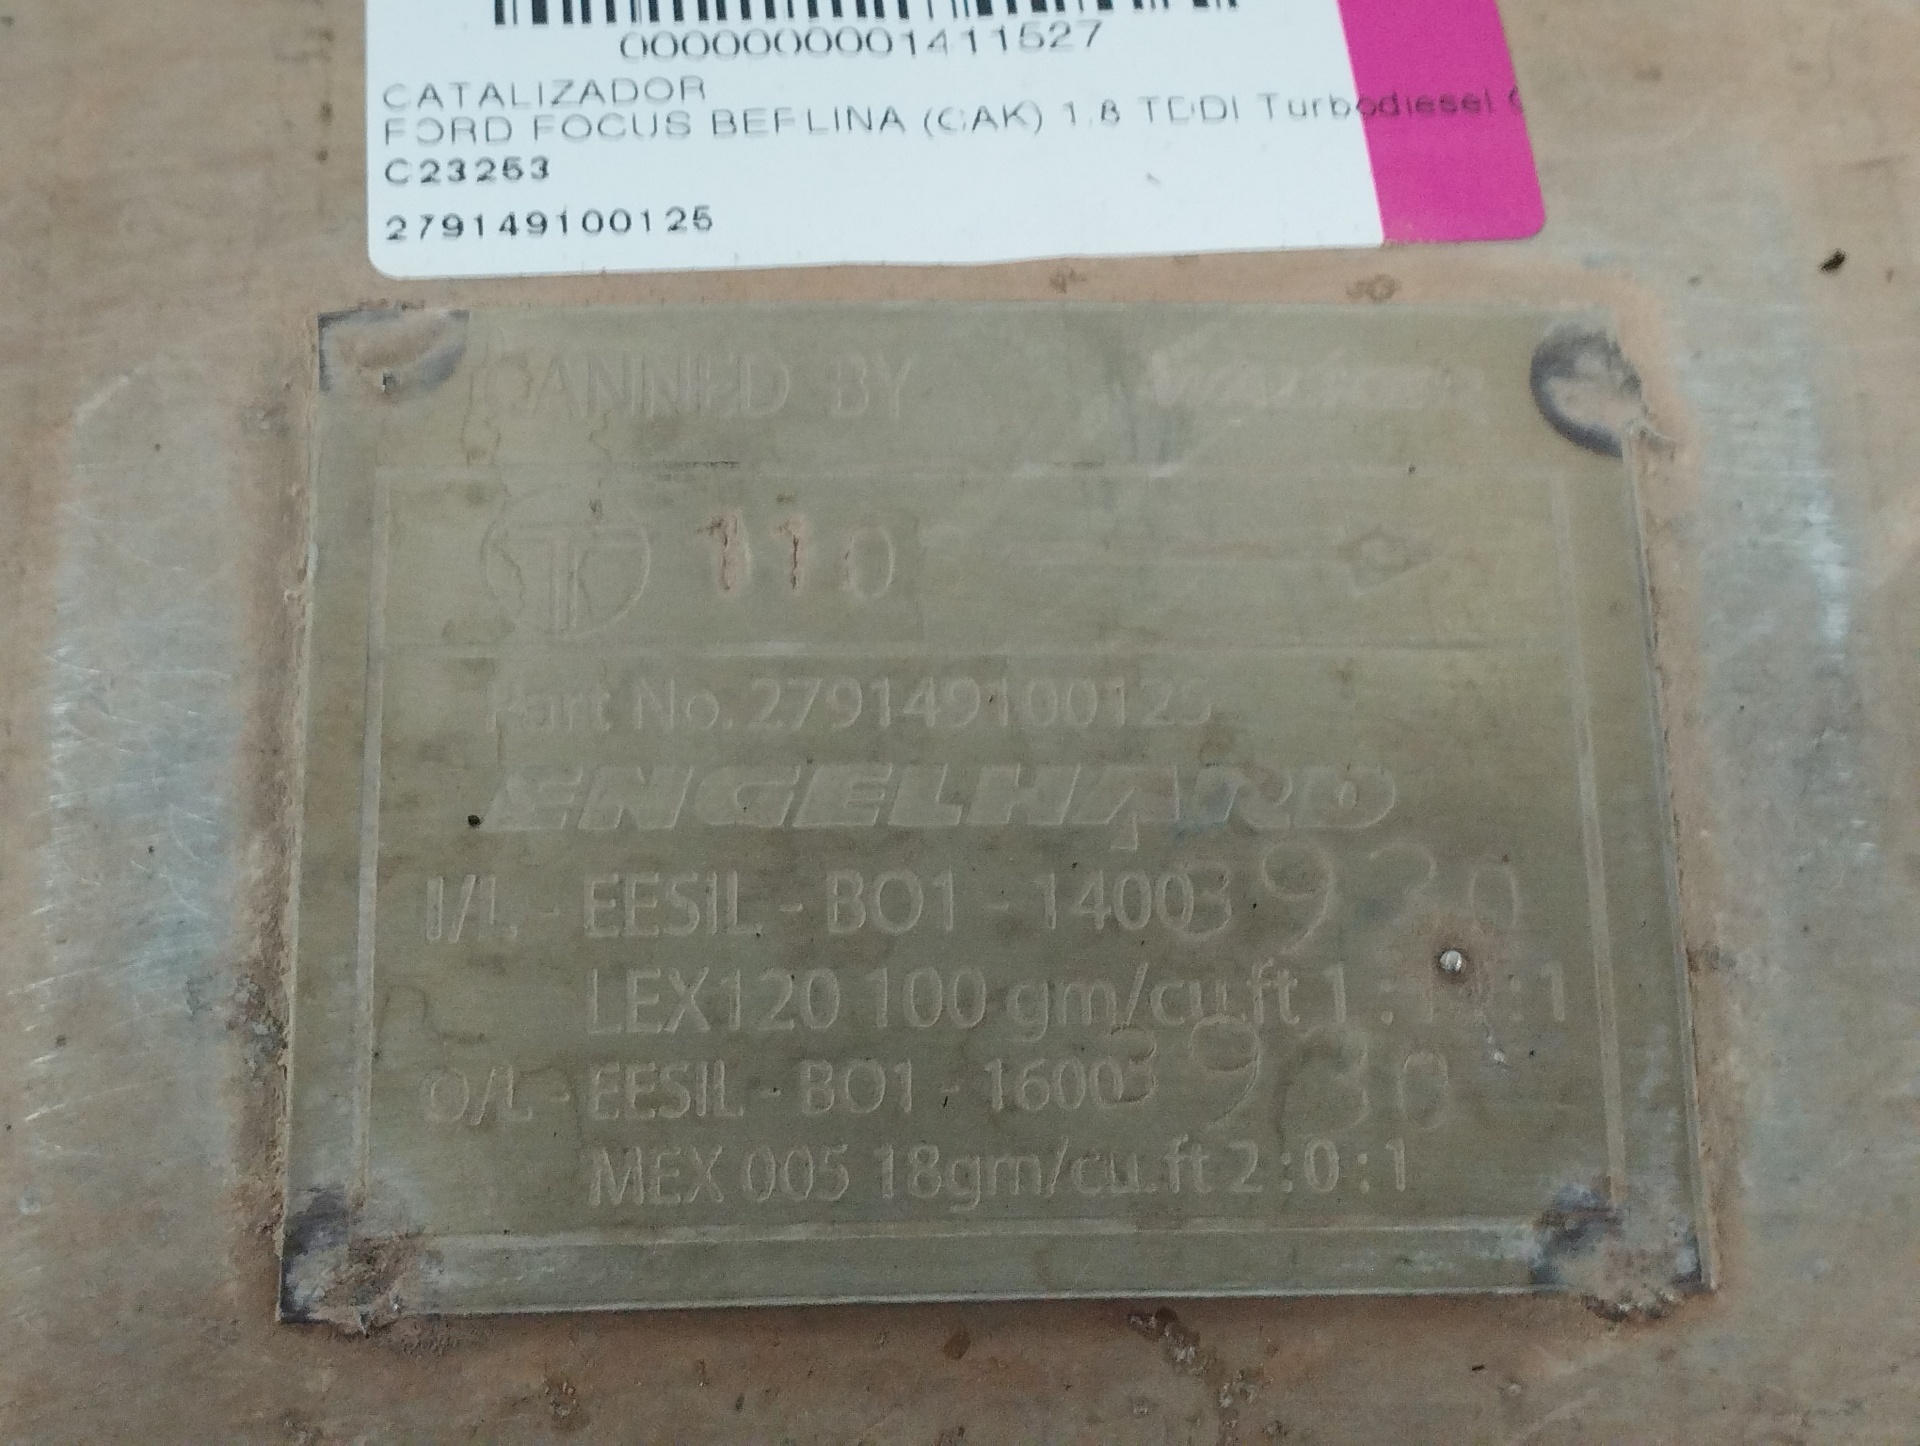 0000000001411527
CATALIZADOR
FORD FOCUS BERLINA (CAK) 1.8 TDDI Turbodiesel
C23253
279149100125
CANNED BY Walker
110
Part No. 279149100125
ENGELHARD
I/L - EESIL - BO1 - 14003 920
LEX120 100 gm/cu.ft 1 : :1
O/L - EESIL - BO1 - 16003 930
MEX 005 18gm/cu.ft 2:0:1